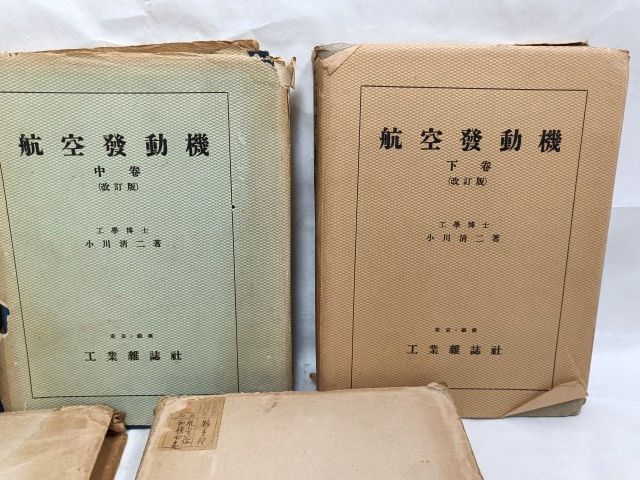 航空發動機
中卷
(改訂版)
工學博士
小川清二著
東京・銀座
工業雜誌社
航空發動機
下卷
(改訂版)
工學博士
小川清二著
東京・銀座
工業雜誌社